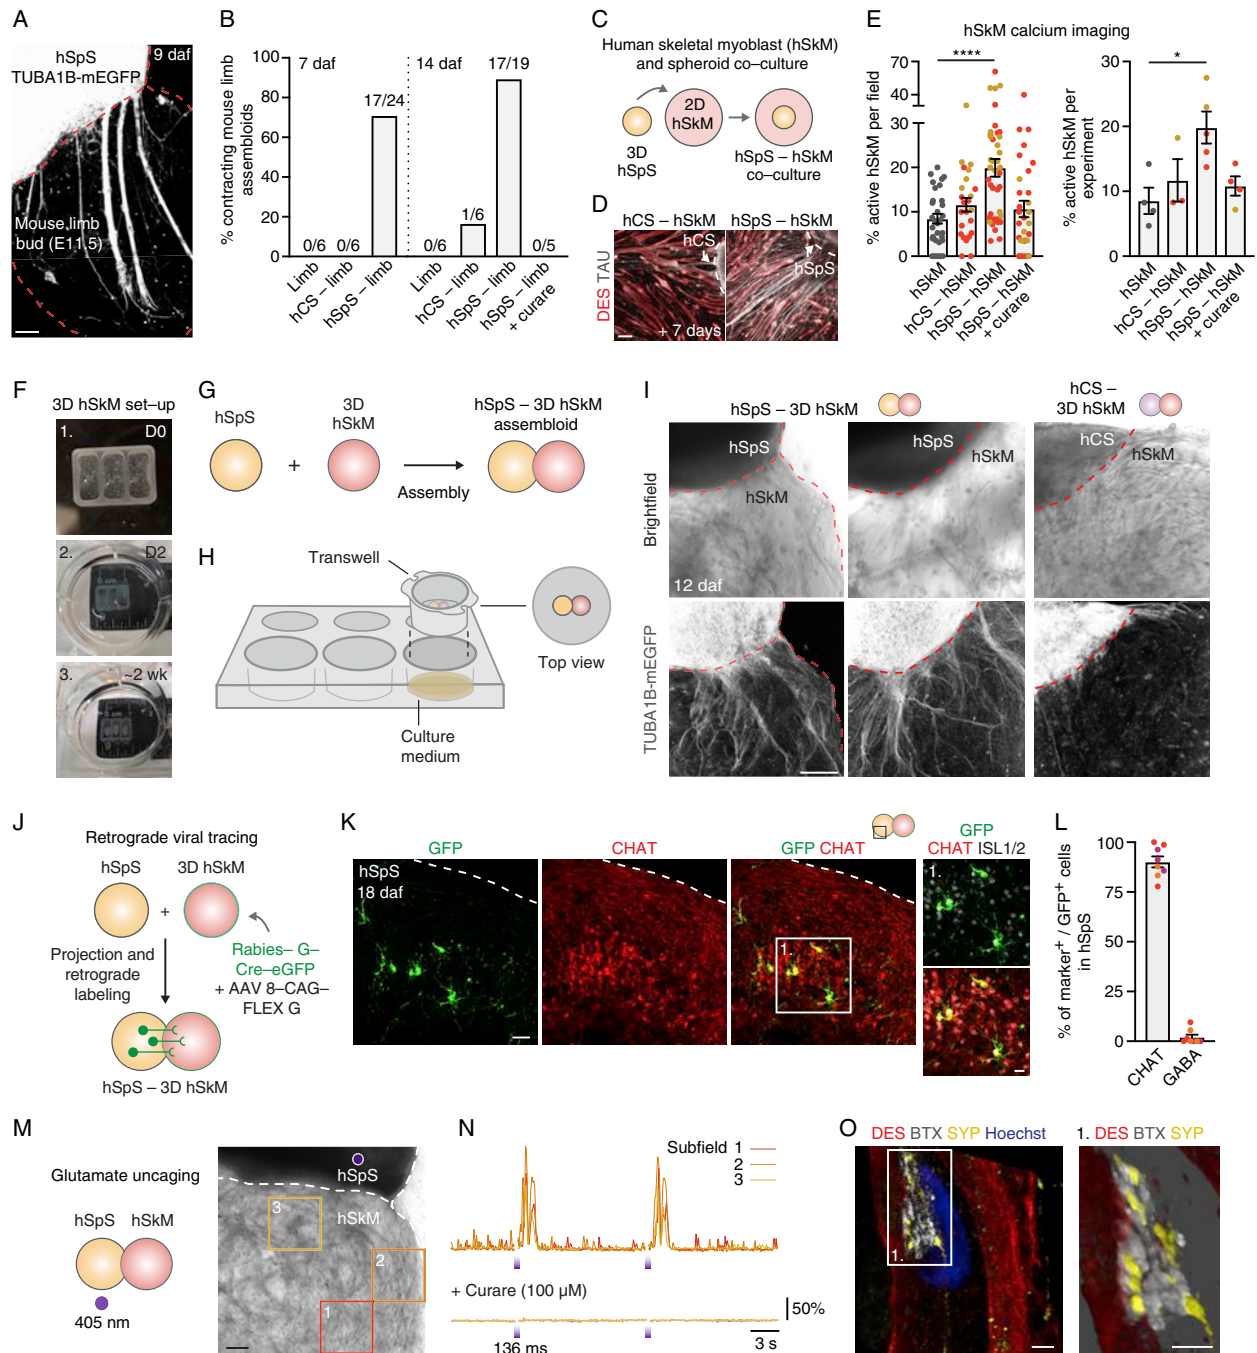 A
hSpS
TUBA1B-mEGFP
9 daf
Mouse limb
bud (E11.5)
B
% contracting mouse limb
assembloids
100
80
60
40
20
0
7 daf
14 daf
0/6
0/6
17/24
0/6
1/6
17/19
0/5
Limb
hCS – limb
hSpS – limb
Limb
hCS – limb
hSpS – limb
hSpS – limb
+ curare
C
Human skeletal myoblast (hSkM)
and spheroid co–culture
2D
hSkM
3D
hSpS
hSpS – hSkM
co–culture
D
hCS – hSkM
hSpS – hSkM
hCS
hSpS
DES TAU
+ 7 days
E
hSkM calcium imaging
****
% active hSkM per field
70
60
50
40
30
20
10
0
hSkM
hCS – hSkM
hSpS – hSkM
hSpS – hSkM
+ curare
*
% active hSkM per
experiment
30
20
10
0
hSkM
hCS – hSkM
hSpS – hSkM
hSpS – hSkM
+ curare
F
3D hSkM set–up
1.
D0
2.
D2
0 cm
3.
~2 wk
0 cm
G
hSpS
+
3D
hSkM
Assembly
hSpS – 3D hSkM
assembloid
H
Transwell
Top view
Culture
medium
I
hSpS – 3D hSkM
hCS –
3D hSkM
Brightfield
hSpS
hSkM
12 daf
hSpS
hSkM
hCS
hSkM
TUBA1B-mEGFP
J
Retrograde viral tracing
hSpS
+
3D hSkM
Projection and
retrograde
labeling
Rabies– G–
Cre–eGFP
+ AAV 8–CAG–
FLEX G
hSpS – 3D hSkM
K
GFP
CHAT
GFP CHAT
GFP
CHAT ISL1/2
hSpS
18 daf
1.
1.
L
% of marker+ / GFP+ cells
in hSpS
100
75
50
25
0
CHAT
GABA
M
Glutamate uncaging
hSpS
hSkM
405 nm
hSpS
hSkM
3
2
1
N
Subfield 1
2
3
+ Curare (100 µM)
50%
136 ms
3 s
O
DES BTX SYP Hoechst
1.
1. DES BTX SYP